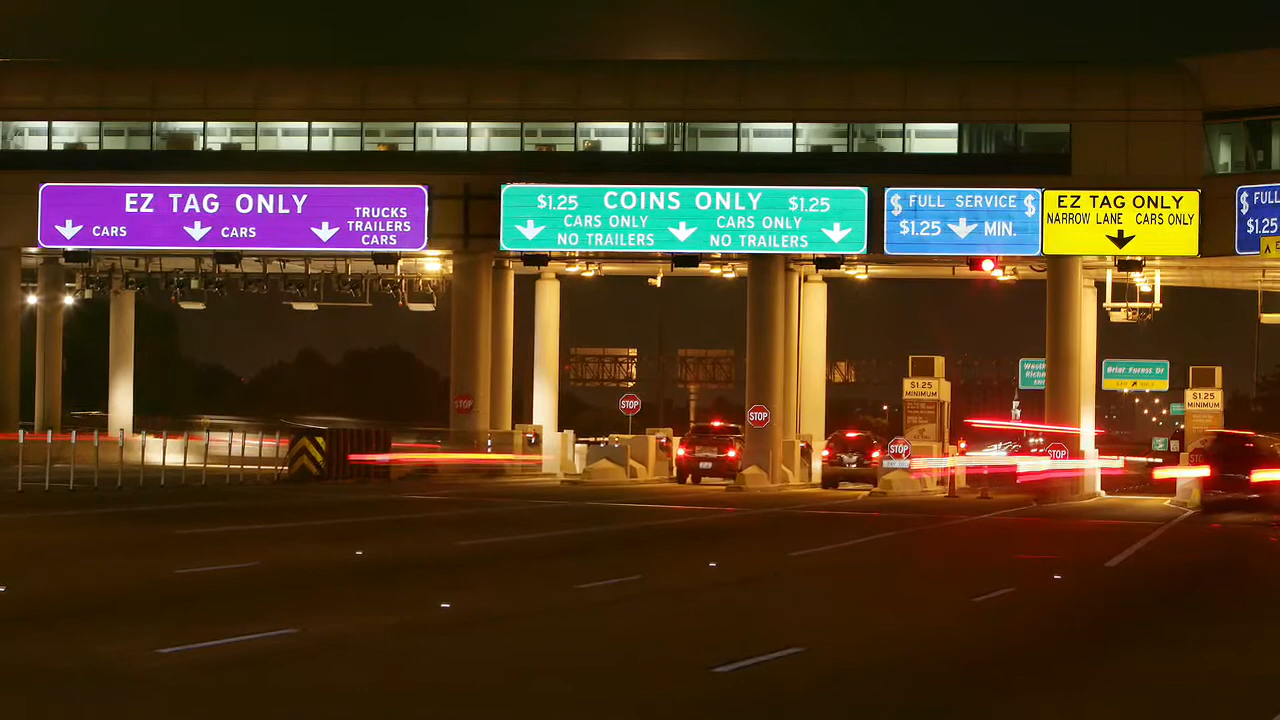 EZ TAG ONLY
CARS
CARS
TRUCKS
TRAILERS
CARS
$1.25 COINS ONLY $1.25
CARS ONLY
NO TRAILERS
CARS ONLY
NO TRAILERS
$ FULL SERVICE $
$1.25 MIN.
EZ TAG ONLY
NARROW LANE CARS ONLY
$ FULL
$1.25
STOP
STOP
STOP
STOP
STOP
$1.25
MINIMUM
$1.25
MINIMUM
Briar Forest Dr